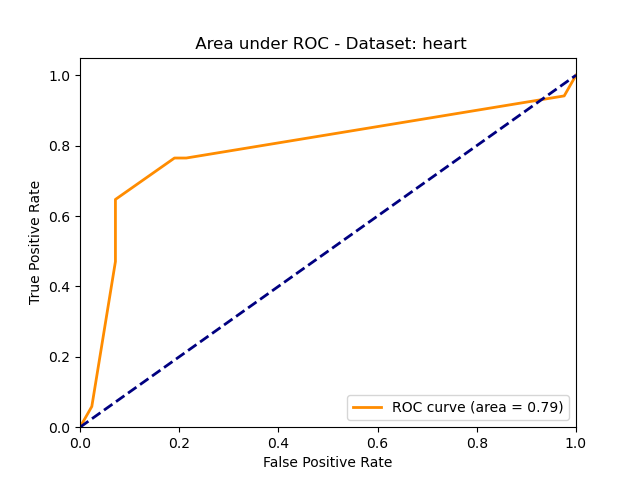 Area under ROC - Dataset: heart
True Positive Rate
1.0
0.8
0.6
0.4
0.2
0.0
ROC curve (area = 0.79)
0.0 0.2 0.4 0.6 0.8 1.0
False Positive Rate